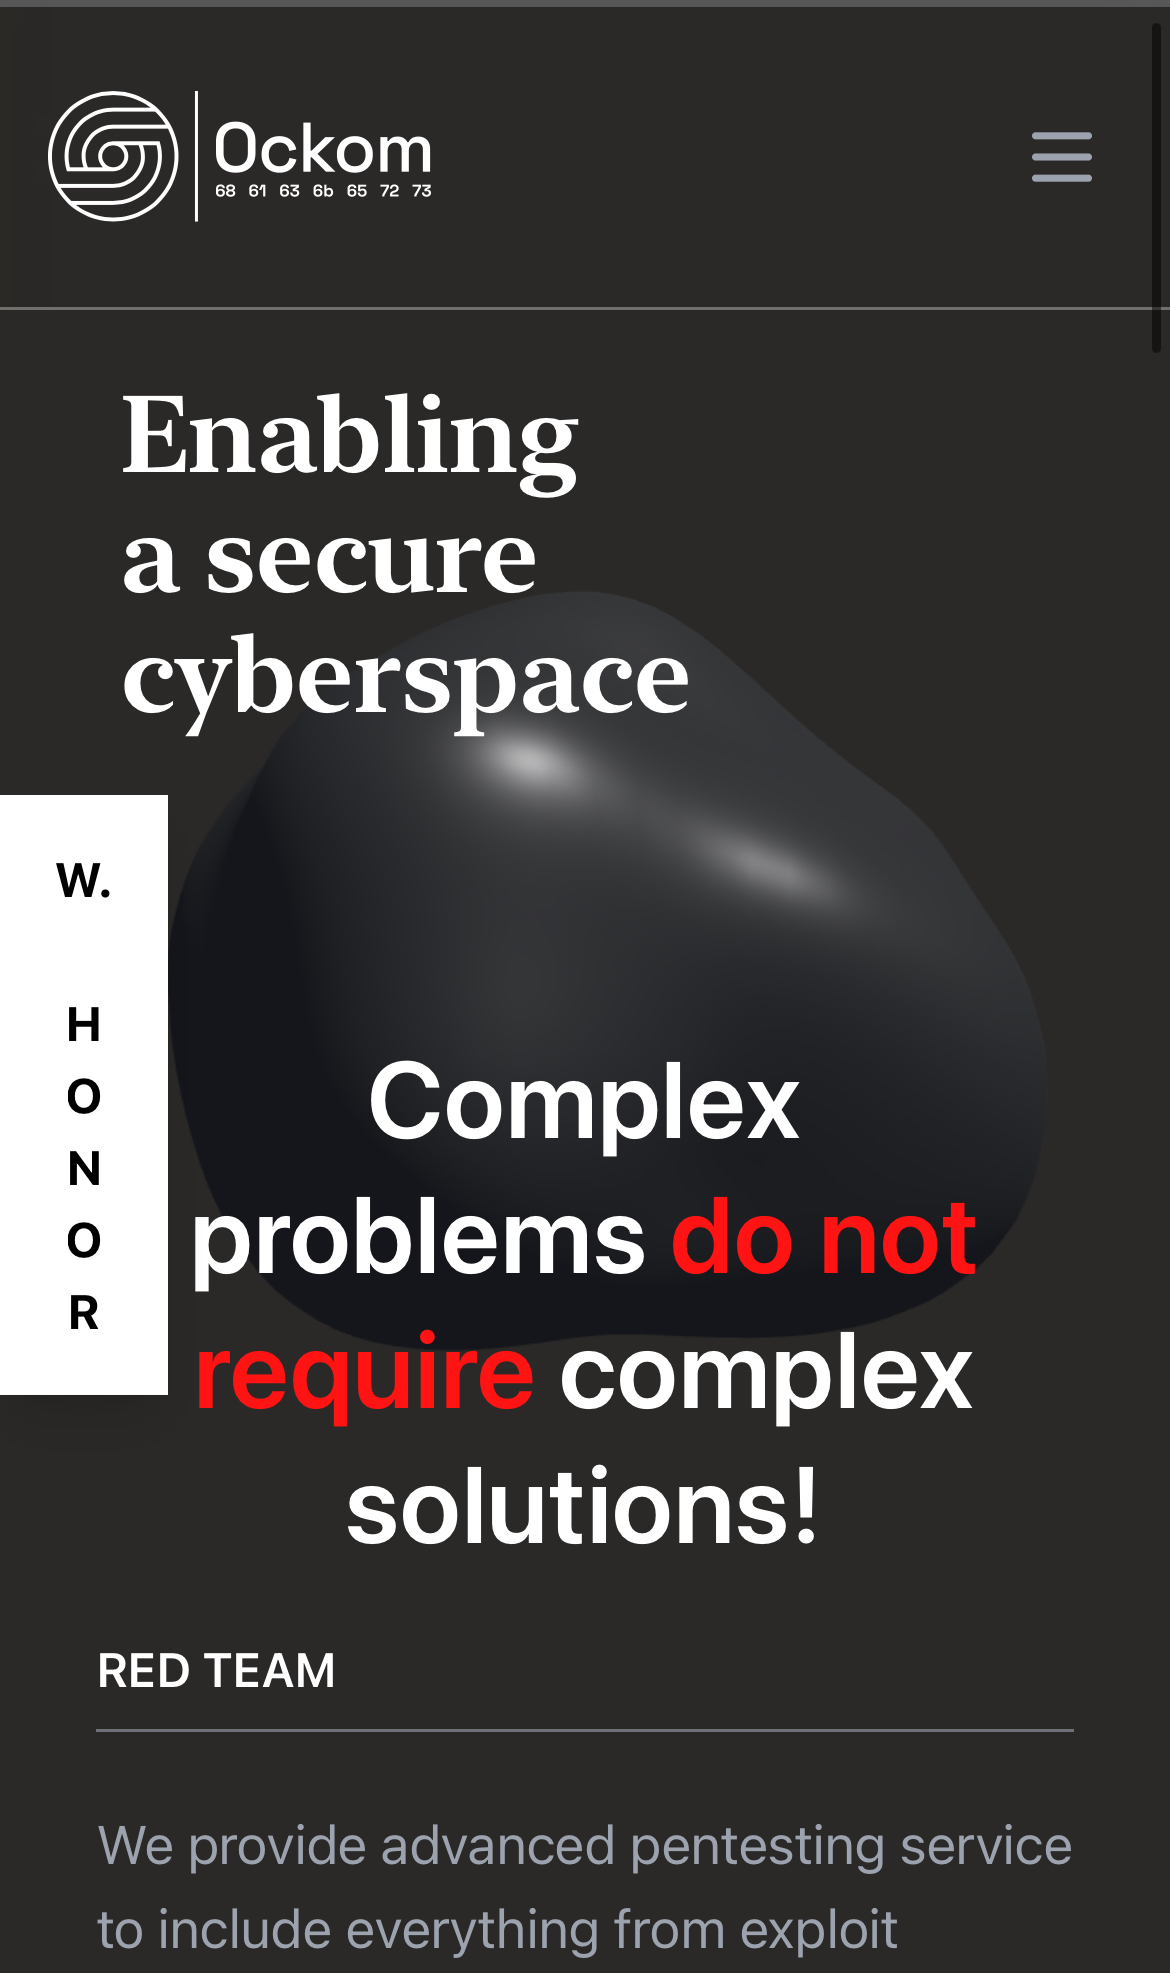 Ockom
68 61 63 6b 65 72 73
Enabling
a secure
cyberspace
W.
H
O
N
O
R
Complex
problems do not
require complex
solutions!
RED TEAM
We provide advanced pentesting service
to include everything from exploit